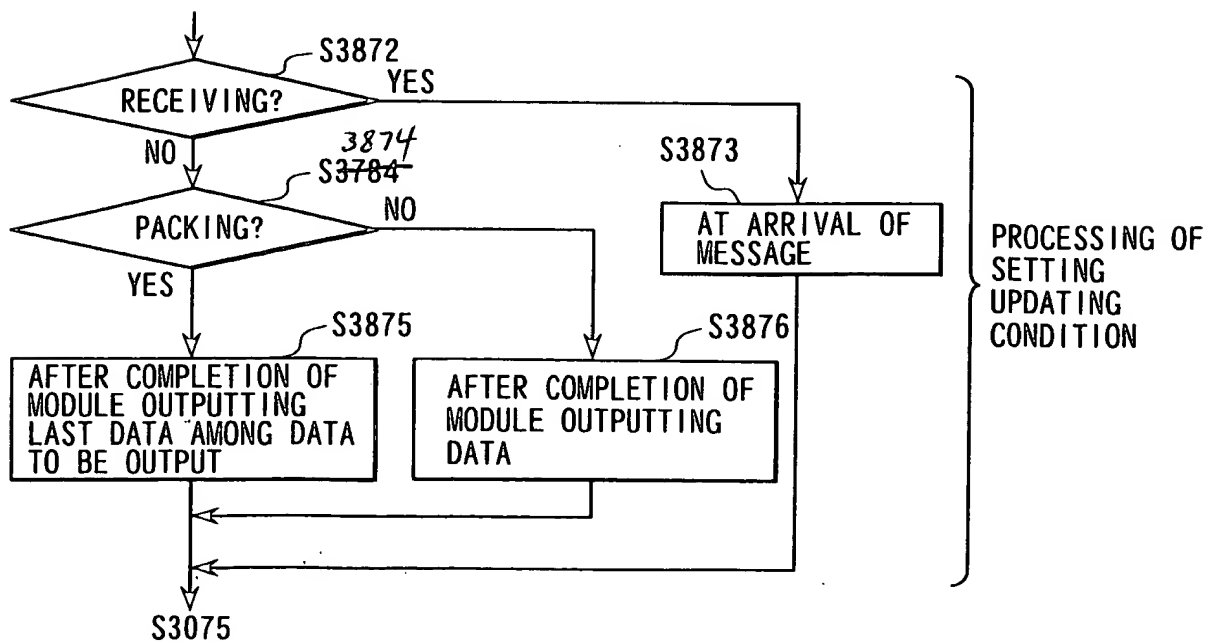 S3872
RECEIVING?
YES
NO
3874
S3784
S3873
PACKING?
NO
AT ARRIVAL OF
MESSAGE
YES
PROCESSING OF
SETTING
UPDATING
CONDITION
S3875
S3876
AFTER COMPLETION OF
MODULE OUTPUTTING
LAST DATA AMONG DATA
TO BE OUTPUT
AFTER COMPLETION OF
MODULE OUTPUTTING
DATA
S3075